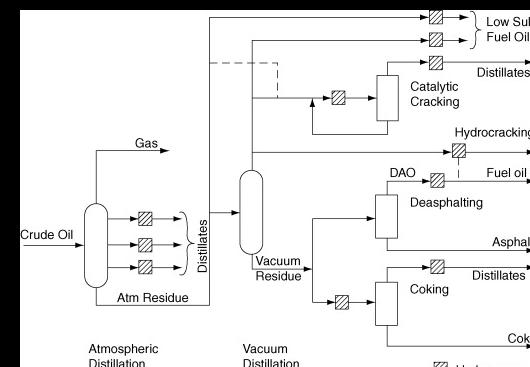 Low Sul
Fuel Oil
Distillates
Catalytic
Cracking
Hydrocracking
Gas
DAO
Fuel oil
Deasphalting
Crude Oil
Distillates
Vacuum
Residue
Asphal
Distillates
Coking
Atm Residue
Cok
Atmospheric
Distillation
Vacuum
Distillation